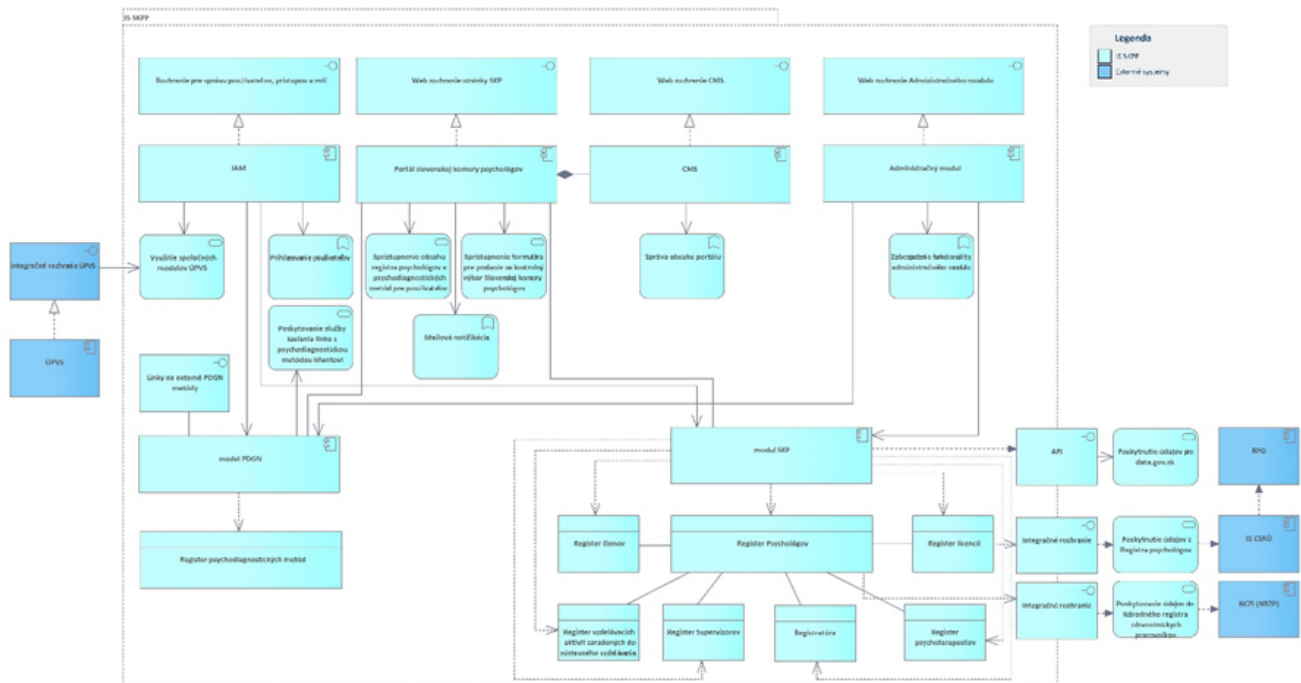 IS SKPP
Legenda
IS SKPP
Externé systémy
Rozhranie pre správu používateľov, prístupov a rolí
Web rozhranie stránky SKP
Web rozhranie CMS
Web rozhranie Administračného modulu
IAM
Portál slovenskej komory psychológov
CMS
Administračný modul
Integračné rozhranie ÚPVS
Využitie spoločných
modulov ÚPVS
Prihlasovanie používateľov
Sprístupnenie obsahu
registra psychológov a
psychodiagnostických
metód pre používateľov
Sprístupnenie formulára
pre podanie na kontrolný
výbor Slovenskej komory
psychológov
Správa obsahu portálu
Zabezpečenie funkcionality
administračného modulu
ÚPVS
Poskytovanie služby
zaslania linku s
psychodiagnostickou
metódou klientovi
Mailová notifikácia
Linky na externé PDGN
metódy
modul PDGN
modul SKP
API
Poskytnutie údajov pre
data.gov.sk
RPO
Register psychodiagnostických metód
Register členov
Register Psychológov
Register licencií
Integračné rozhranie
Poskytnutie údajov z
Registra psychológov
IS CSRÚ
Register vzdelávacích
aktivít zaradených do
sústavného vzdelávania
Register Supervízorov
Registratúra
Register
psychoterapeutov
Integračné rozhranie
Poskytovanie údajov do
Národného registra
zdravotníckych
pracovníkov
NCZI (NRZP)